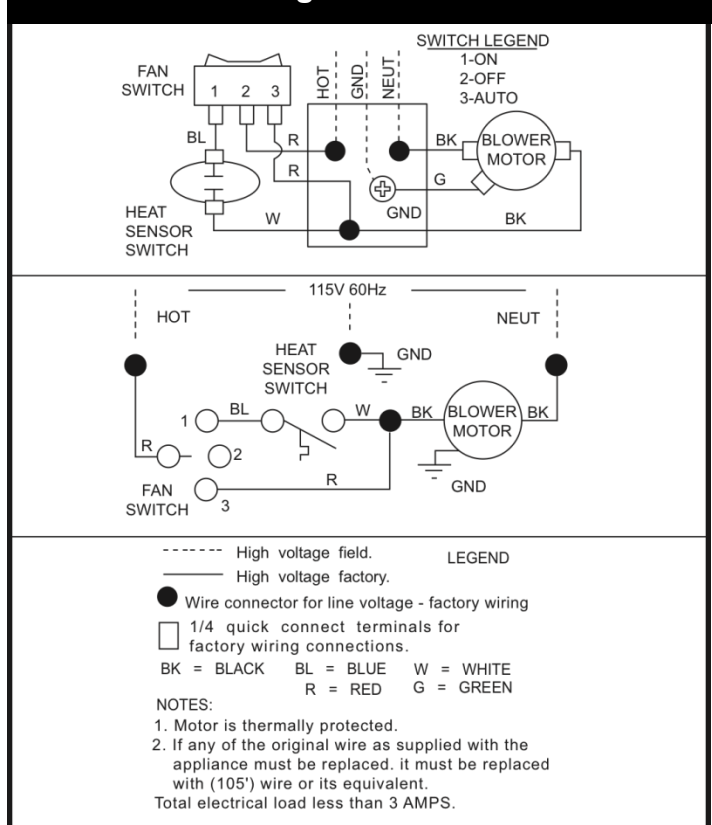 SWITCH LEGEND
1-ON
2-OFF
3-AUTO
FAN
SWITCH
1 2 3
HOT
GND
NEUT
BL
R
R
BK
BLOWER
MOTOR
G
GND
HEAT
SENSOR
SWITCH
W
BK
115V 60Hz
HOT
NEUT
HEAT
SENSOR
SWITCH
GND
1
BL
W
BK
BLOWER
MOTOR
BK
R
2
R
GND
FAN
SWITCH
3
High voltage field.
LEGEND
High voltage factory.
Wire connector for line voltage - factory wiring
1/4 quick connect terminals for
factory wiring connections.
BK = BLACK BL = BLUE W = WHITE
R = RED G = GREEN
NOTES:
1. Motor is thermally protected.
2. If any of the original wire as supplied with the
appliance must be replaced. it must be replaced
with (105') wire or its equivalent.
Total electrical load less than 3 AMPS.